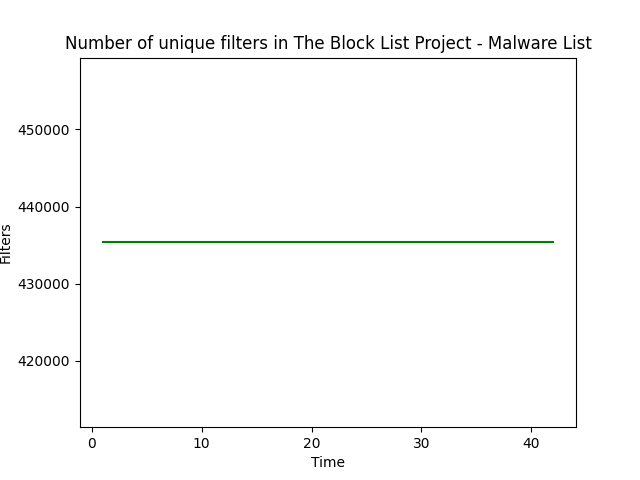 Number of unique filters in The Block List Project - Malware List
450000
440000
430000
420000
Filters
0 10 20 30 40
Time